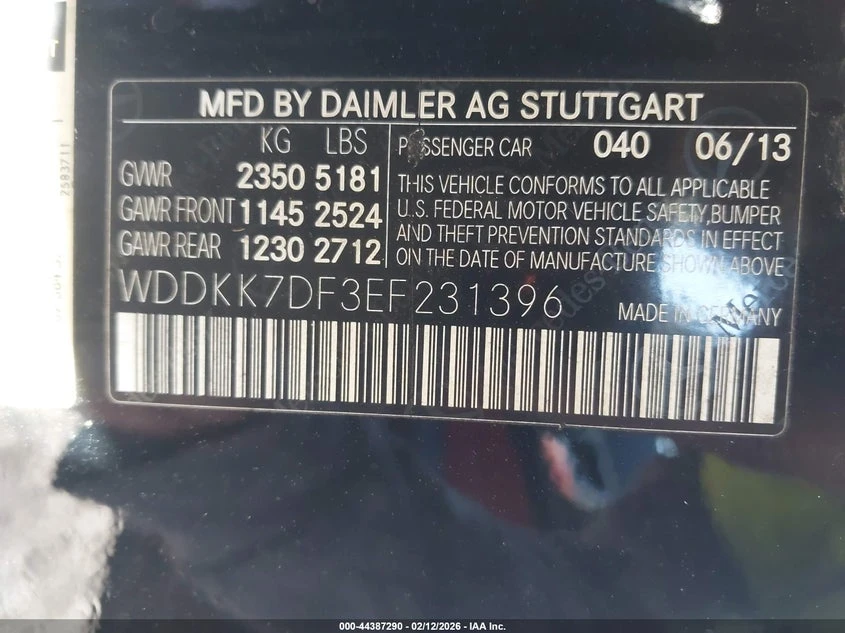 MFD BY DAIMLER AG STUTTGART
KG LBS
GVWR 2350 5181
GAWR FRONT 1145 2524
GAWR REAR 1230 2712
PASSENGER CAR 040 06/13
THIS VEHICLE CONFORMS TO ALL APPLICABLE
U.S. FEDERAL MOTOR VEHICLE SAFETY, BUMPER
AND THEFT PREVENTION STANDARDS IN EFFECT
ON THE DATE OF MANUFACTURE SHOWN ABOVE
WDDKK7DF3EF231396
MADE IN GERMANY
2583711
000-44387290 - 02/12/2026 - IAA Inc.